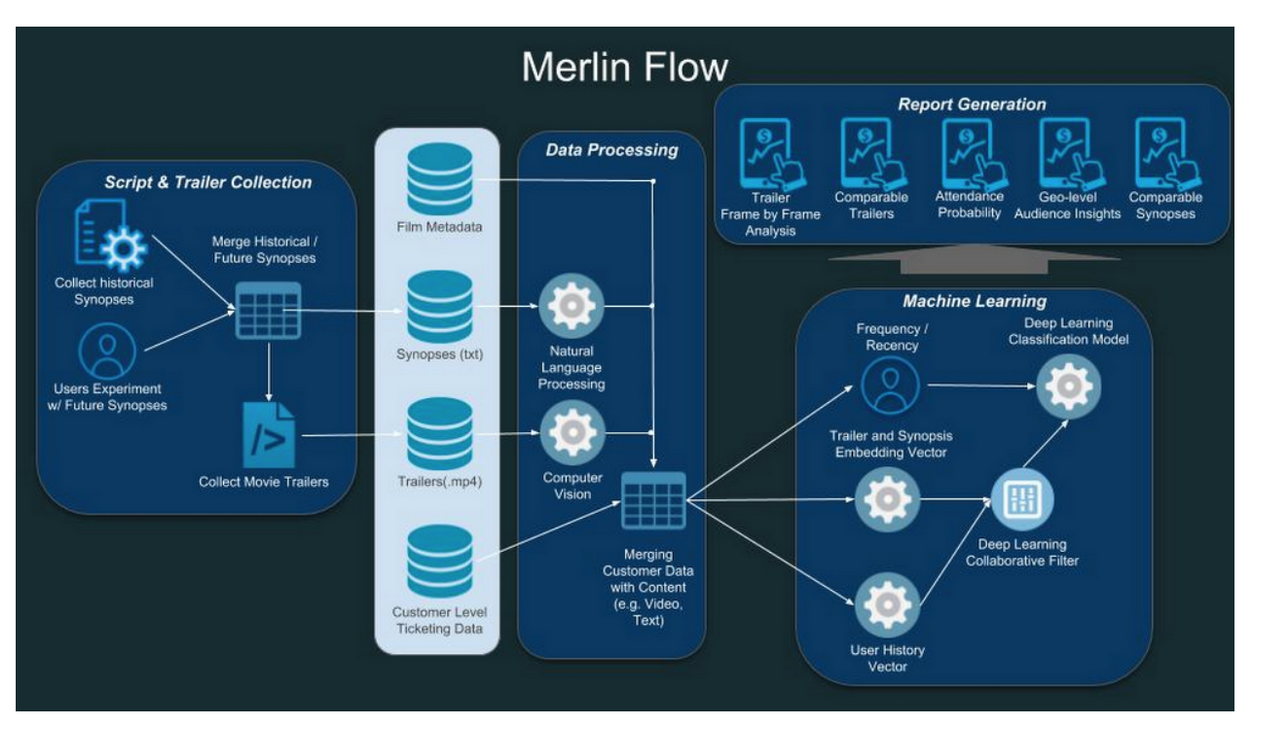 Merlin Flow
Script & Trailer Collection
Collect historical
Synopses
Merge Historical /
Future Synopses
Users Experiment
w/ Future Synopses
Collect Movie Trailers
Film Metadata
Synopses (txt)
Trailers(.mp4)
Customer Level
Ticketing Data
Data Processing
Natural
Language
Processing
Computer
Vision
Merging
Customer Data
with Content
(e.g. Video,
Text)
Report Generation
Trailer
Frame by Frame
Analysis
Comparable
Trailers
Attendance
Probability
Geo-level
Audience Insights
Comparable
Synopses
Machine Learning
Frequency /
Recency
Deep Learning
Classification Model
Trailer and Synopsis
Embedding Vector
Deep Learning
Collaborative Filter
User History
Vector